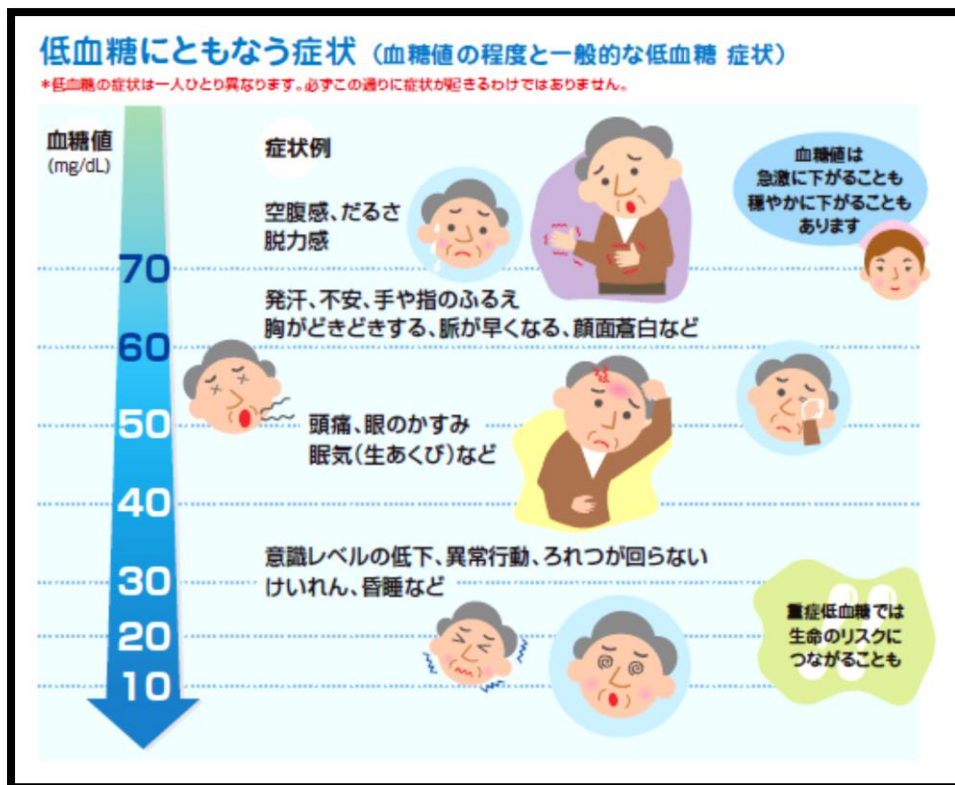 低血糖にともなう症状（血糖値の程度と一般的な低血糖 症状）
*低血糖の症状は一人ひとり異なります。必ずこの通りに症状が起きるわけではありません。
血糖値
(mg/dL)
症状例
血糖値は
急激に下がることも
穏やかに下がることも
あります
空腹感、だるさ
脱力感
70
発汗、不安、手や指のふるえ
胸がどきどきする、脈が早くなる、顔面蒼白など
60
50
頭痛、眼のかすみ
眠気（生あくび）など
40
意識レベルの低下、異常行動、ろれつが回らない
けいれん、昏睡など
30
20
10
重症低血糖では
生命のリスクに
つながることも